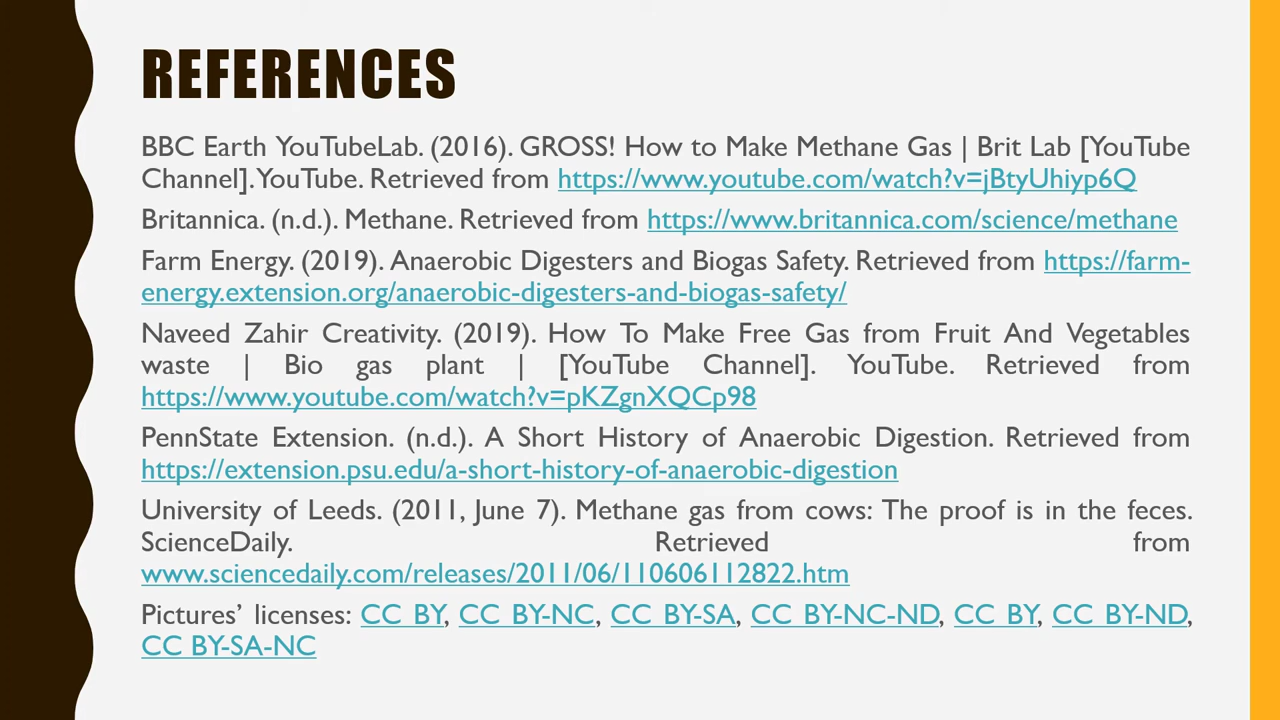 REFERENCES
BBC Earth YouTubeLab. (2016). GROSS! How to Make Methane Gas | Brit Lab [YouTube
Channel]. YouTube. Retrieved from https://www.youtube.com/watch?v=jBtyUhiyp6Q
Britannica. (n.d.). Methane. Retrieved from https://www.britannica.com/science/methane
Farm Energy. (2019). Anaerobic Digesters and Biogas Safety. Retrieved from https://farm-
energy.extension.org/anaerobic-digesters-and-biogas-safety/
Naveed Zahir Creativity. (2019). How To Make Free Gas from Fruit And Vegetables
waste | Bio gas plant | [YouTube Channel]. YouTube. Retrieved from
https://www.youtube.com/watch?v=pKZgnXQCp98
PennState Extension. (n.d.). A Short History of Anaerobic Digestion. Retrieved from
https://extension.psu.edu/a-short-history-of-anaerobic-digestion
University of Leeds. (2011, June 7). Methane gas from cows: The proof is in the feces.
ScienceDaily. Retrieved from
www.sciencedaily.com/releases/2011/06/110606112822.htm
Pictures’ licenses: CC BY, CC BY-NC, CC BY-SA, CC BY-NC-ND, CC BY, CC BY-ND,
CC BY-SA-NC